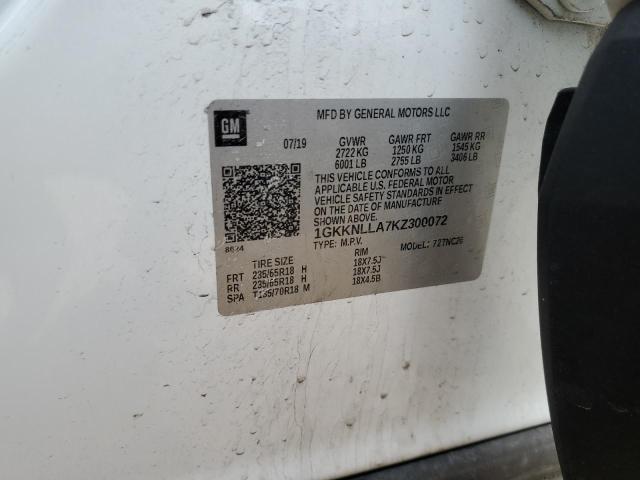 GM
MFD BY GENERAL MOTORS LLC
07/19 GVWR GAWR FRT GAWR RR
2722 KG 1250 KG 1545 KG
6001 LB 2755 LB 3406 LB
THIS VEHICLE CONFORMS TO ALL
APPLICABLE U.S. FEDERAL MOTOR
VEHICLE SAFETY STANDARDS IN EFFECT
ON THE DATE OF MANUFACTURE
SHOWN ABOVE.
1GKKNLLA7KZ300072
TYPE: M.P.V. MODEL: 72TNC26
8624
TIRE SIZE RIM
FRT 235/65R18 H 18X7.5J
RR 235/65R18 H 18X7.5J
SPA T135/70R18 M 18X4.5B